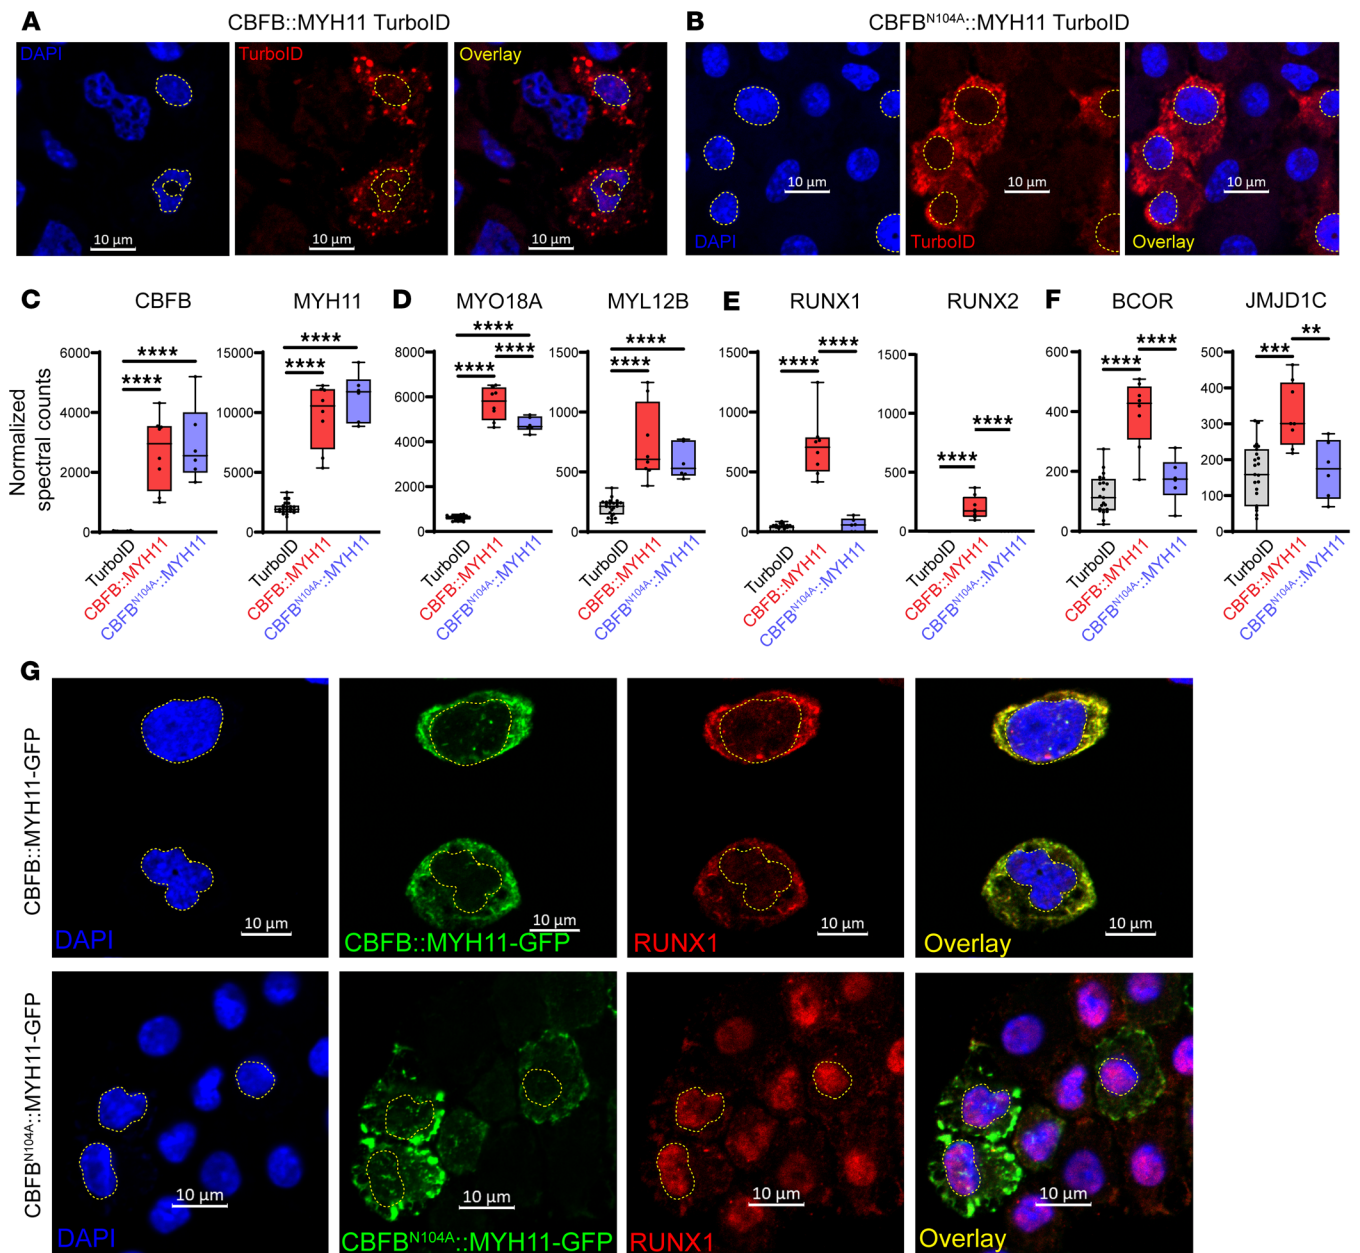 A
CBFB::MYH11 TurboID
B
CBFB^N104A::MYH11 TurboID
DAPI
TurboID
Overlay
10 µm
10 µm
10 µm
10 µm
10 µm
10 µm
DAPI
TurboID
Overlay
C
CBFB
MYH11
D
MYO18A
MYL12B
E
RUNX1
RUNX2
F
BCOR
JMJD1C
Normalized
spectral counts
6000
4000
2000
0
****
****
TurboID
CBFB::MYH11
CBFB^N104A::MYH11
15000
10000
5000
0
****
****
TurboID
CBFB::MYH11
CBFB^N104A::MYH11
8000
6000
4000
2000
0
****
****
****
TurboID
CBFB::MYH11
CBFB^N104A::MYH11
1500
1000
500
0
****
****
TurboID
CBFB::MYH11
CBFB^N104A::MYH11
1500
1000
500
0
****
****
TurboID
CBFB::MYH11
CBFB^N104A::MYH11
1500
1000
500
0
****
****
TurboID
CBFB::MYH11
CBFB^N104A::MYH11
600
400
200
0
****
****
TurboID
CBFB::MYH11
CBFB^N104A::MYH11
500
400
300
200
100
0
***
**
TurboID
CBFB::MYH11
CBFB^N104A::MYH11
G
CBFB::MYH11-GFP
10 µm
10 µm
10 µm
DAPI
CBFB::MYH11-GFP
RUNX1
Overlay
CBFB^N104A::MYH11-GFP
10 µm
10 µm
10 µm
10 µm
DAPI
CBFB^N104A::MYH11-GFP
RUNX1
Overlay